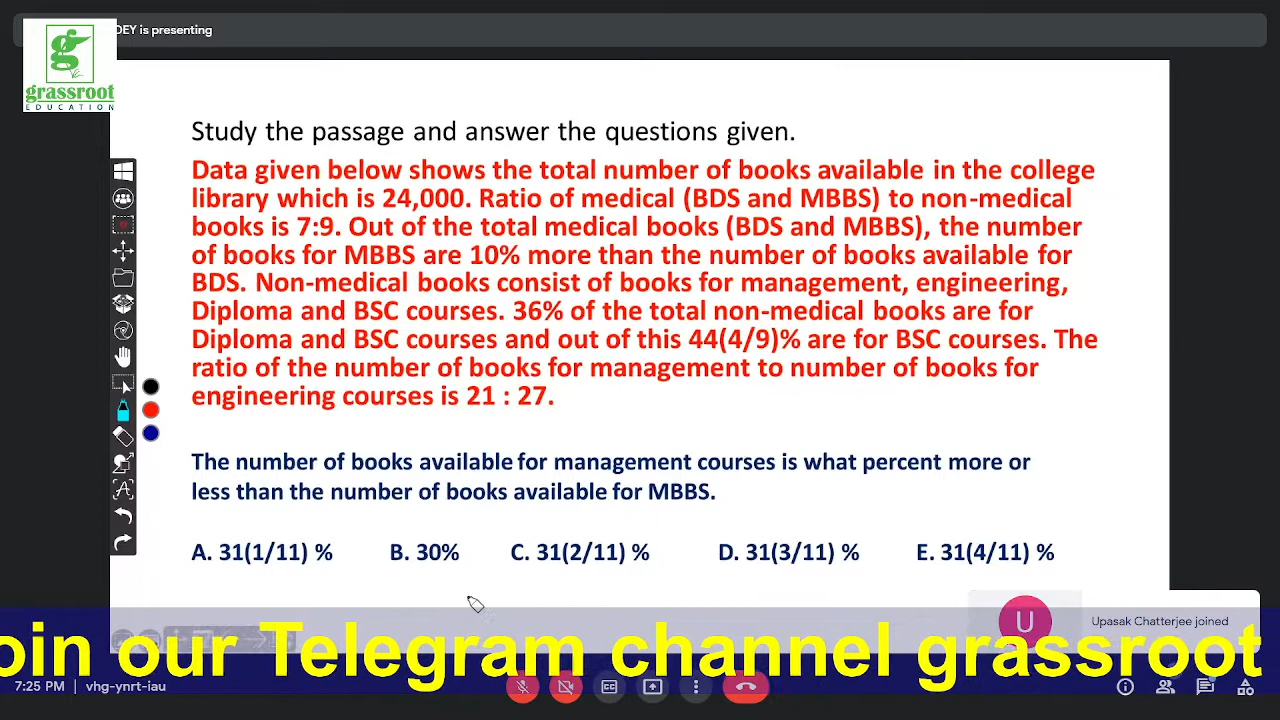 DEY is presenting
grassroot
EDUCATION
Study the passage and answer the questions given.
Data given below shows the total number of books available in the college
library which is 24,000. Ratio of medical (BDS and MBBS) to non-medical
books is 7:9. Out of the total medical books (BDS and MBBS), the number
of books for MBBS are 10% more than the number of books available for
BDS. Non-medical books consist of books for management, engineering,
Diploma and BSC courses. 36% of the total non-medical books are for
Diploma and BSC courses and out of this 44(4/9)% are for BSC courses. The
ratio of the number of books for management to number of books for
engineering courses is 21 : 27.
The number of books available for management courses is what percent more or
less than the number of books available for MBBS.
A. 31(1/11) % B. 30% C. 31(2/11) % D. 31(3/11) % E. 31(4/11) %
U Upasak Chatterjee joined
oin our Telegram channel grassroot
7:25 PM | vhg-ynrt-iau